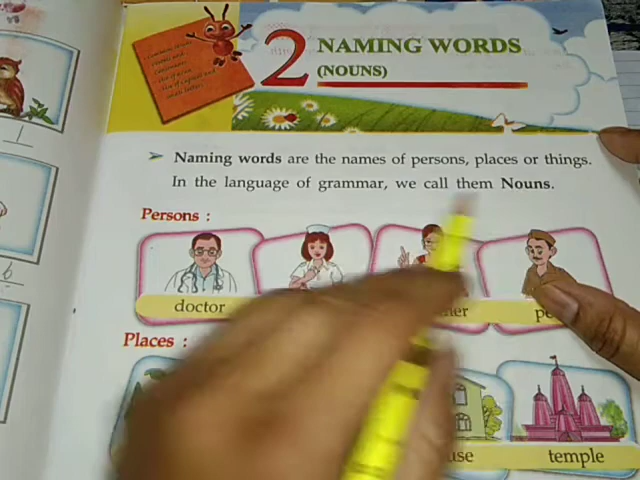 2 NAMING WORDS
(NOUNS)
Naming words are the names of persons, places or things.
In the language of grammar, we call them Nouns.
Persons :
doctor
Places :
temple